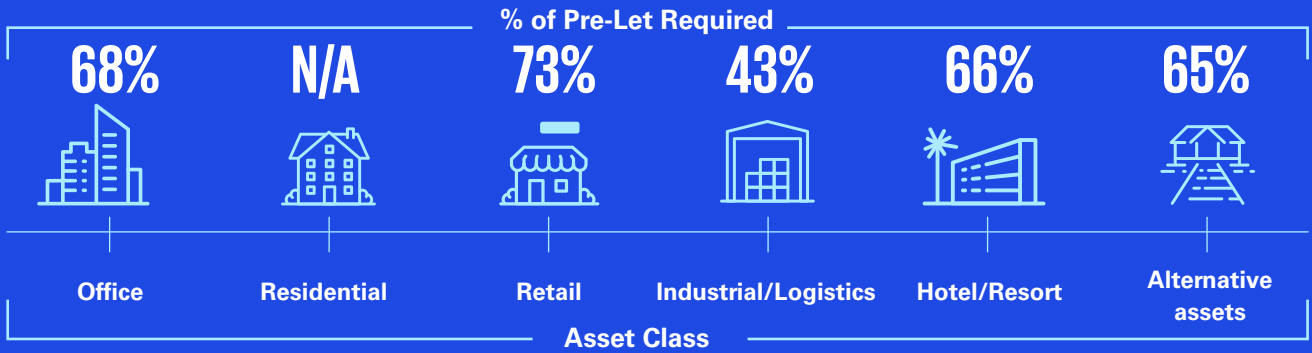 % of Pre-Let Required
68%
N/A
73%
43%
66%
65%
Office
Residential
Retail
Industrial/Logistics
Hotel/Resort
Alternative
assets
Asset Class